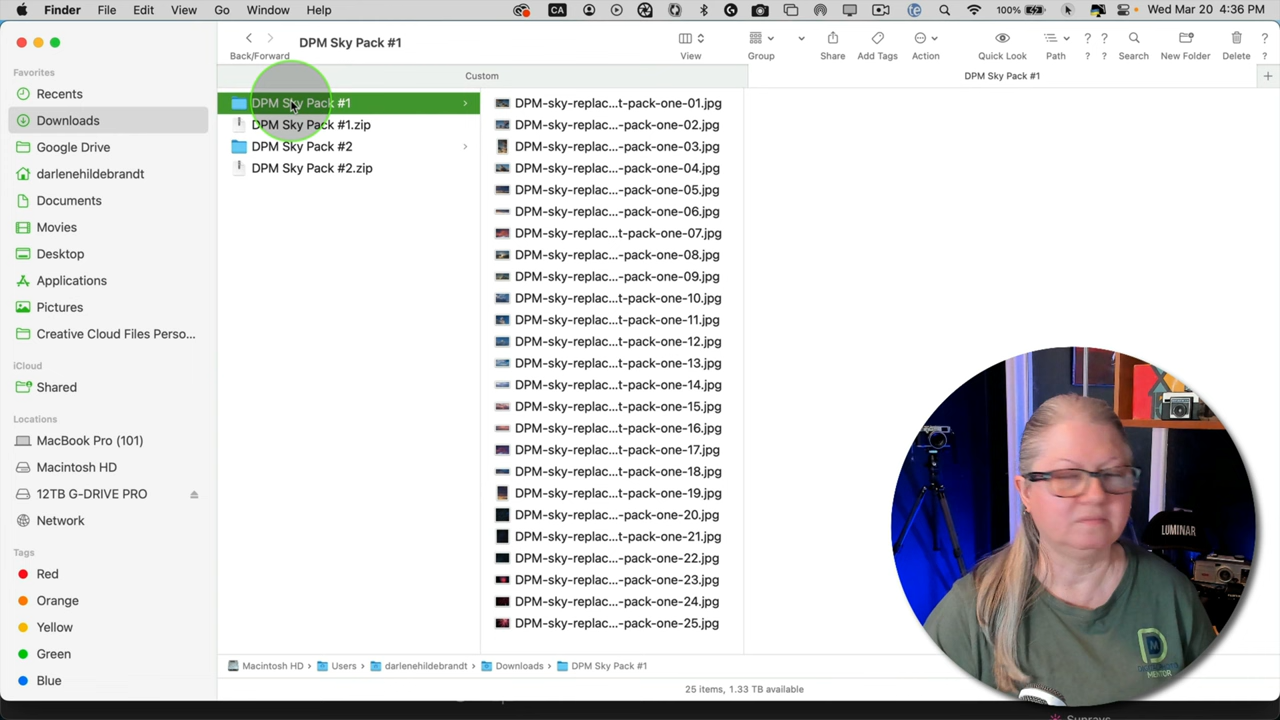 Finder File Edit View Go Window Help CA 100% Wed Mar 20 4:36 PM
DPM Sky Pack #1
Back/Forward View Group Share Add Tags Action Quick Look Path ? ? Search New Folder Delete ?
Custom DPM Sky Pack #1
Favorites
Recents
Downloads
Google Drive
darlenehildebrandt
Documents
Movies
Desktop
Applications
Pictures
Creative Cloud Files Perso...
iCloud
Shared
Locations
MacBook Pro (101)
Macintosh HD
12TB G-DRIVE PRO
Network
Tags
Red
Orange
Yellow
Green
Blue
DPM Sky Pack #1
DPM Sky Pack #1.zip
DPM Sky Pack #2
DPM Sky Pack #2.zip
DPM-sky-replac...t-pack-one-01.jpg
DPM-sky-replac...-pack-one-02.jpg
DPM-sky-replac...-pack-one-03.jpg
DPM-sky-replac...-pack-one-04.jpg
DPM-sky-replac...-pack-one-05.jpg
DPM-sky-replac...-pack-one-06.jpg
DPM-sky-replac...t-pack-one-07.jpg
DPM-sky-replac...-pack-one-08.jpg
DPM-sky-replac...-pack-one-09.jpg
DPM-sky-replac...t-pack-one-10.jpg
DPM-sky-replac...t-pack-one-11.jpg
DPM-sky-replac...t-pack-one-12.jpg
DPM-sky-replac...t-pack-one-13.jpg
DPM-sky-replac...t-pack-one-14.jpg
DPM-sky-replac...t-pack-one-15.jpg
DPM-sky-replac...t-pack-one-16.jpg
DPM-sky-replac...t-pack-one-17.jpg
DPM-sky-replac...t-pack-one-18.jpg
DPM-sky-replac...t-pack-one-19.jpg
DPM-sky-replac...-pack-one-20.jpg
DPM-sky-replac...t-pack-one-21.jpg
DPM-sky-replac...-pack-one-22.jpg
DPM-sky-replac...-pack-one-23.jpg
DPM-sky-replac...-pack-one-24.jpg
DPM-sky-replac...-pack-one-25.jpg
LUMINAR
MENTOR
Macintosh HD › Users › darlenehildebrandt › Downloads › DPM Sky Pack #1
25 items, 1.33 TB available
Sunrays